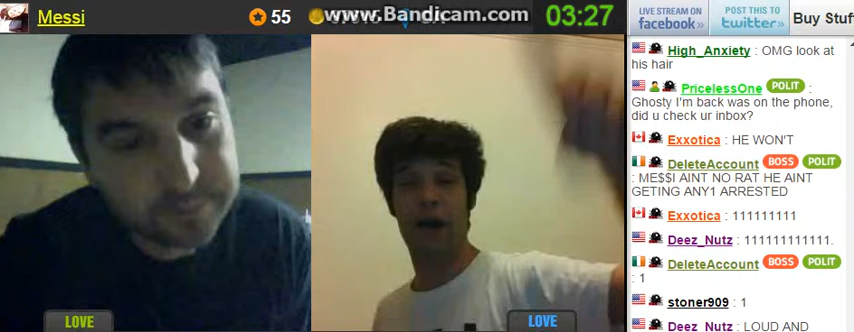 Messi
55
www.Bandicam.com
03:27
LIVE STREAM ON
facebook»
POST THIS TO
twitter»
Buy Stuf
High_Anxiety : OMG look at
his hair
PricelessOne POLIT :
Ghosty I'm back was on the phone,
did u check ur inbox?
Exxotica : HE WON'T
DeleteAccount BOSS POLIT
: ME$$I AINT NO RAT HE AINT
GETING ANY1 ARRESTED
Exxotica : 111111111
Deez_Nutz : 111111111111.
DeleteAccount BOSS POLIT
: 1
stoner909 : 1
Deez_Nutz : LOUD AND
LOVE
LOVE